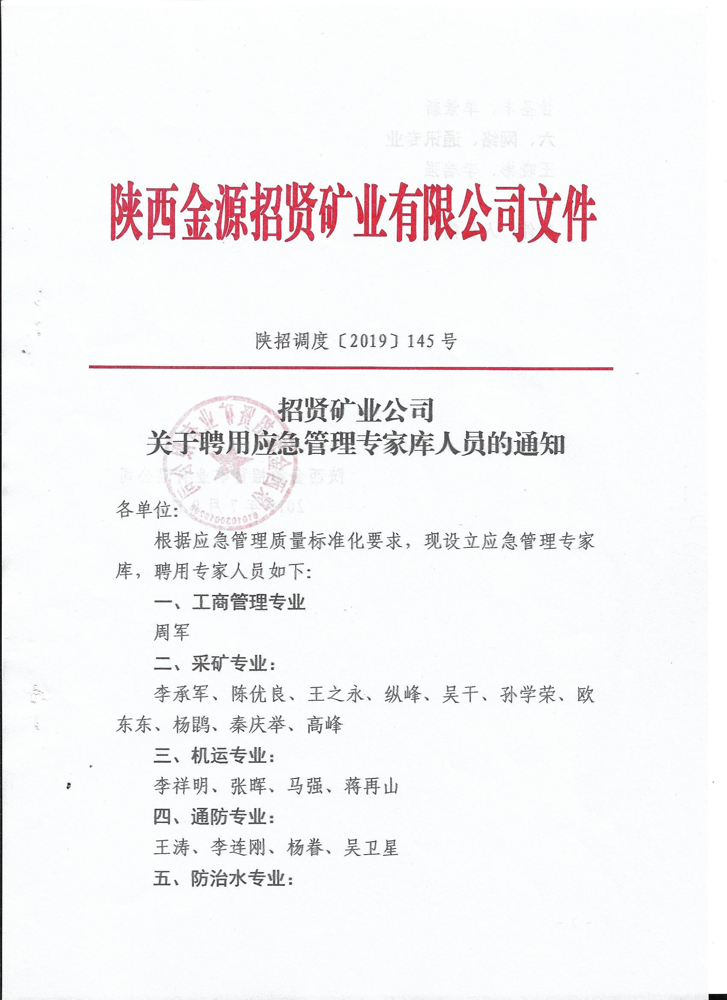 陕西金源招贤矿业有限公司文件
陕招调度〔2019〕145 号
招贤矿业公司
关于聘用应急管理专家库人员的通知
各单位:
根据应急管理质量标准化要求，现设立应急管理专家
库，聘用专家人员如下:
一、工商管理专业
周军
二、采矿专业:
李承军、陈优良、王之永、纵峰、吴干、孙学荣、欧
东东、杨鹍、秦庆举、高峰
三、机运专业:
李祥明、张晖、马强、蒋再山
四、通防专业:
王涛、李连刚、杨眷、吴卫星
五、防治水专业: